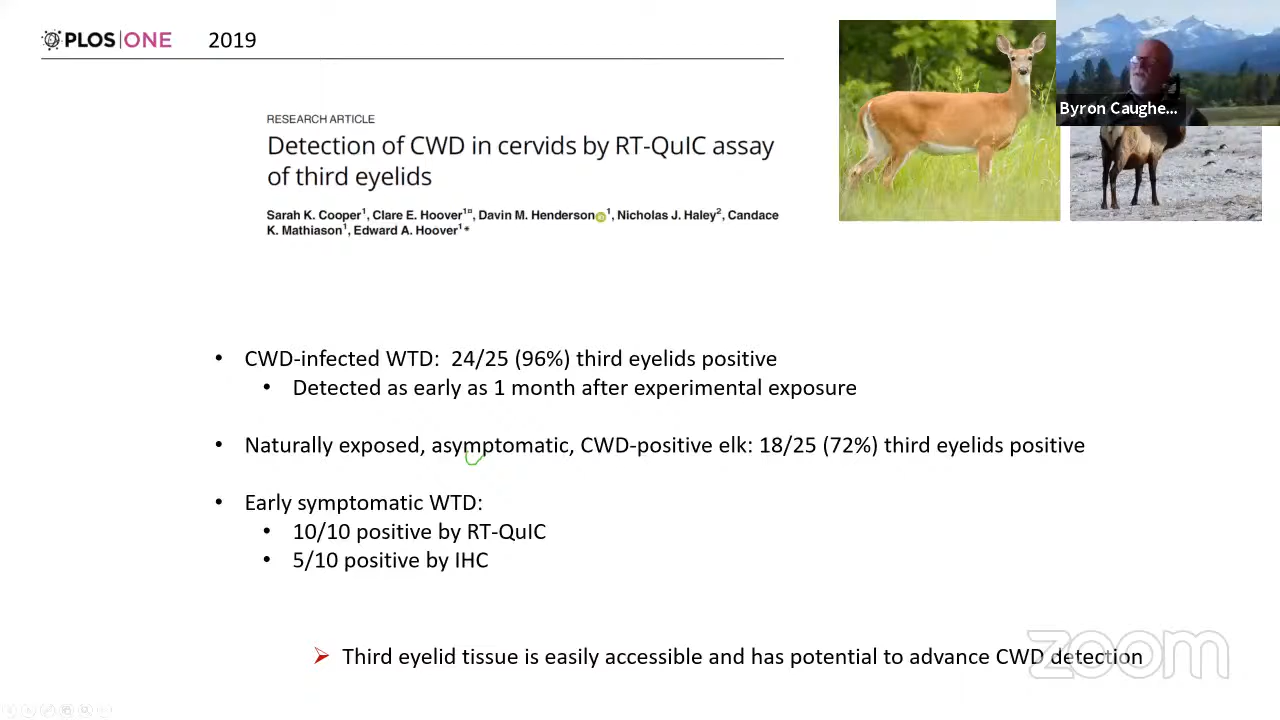 PLOS|ONE 2019
Byron Caughe...
RESEARCH ARTICLE
Detection of CWD in cervids by RT-QuIC assay
of third eyelids
Sarah K. Cooper1, Clare E. Hoover1¤, Davin M. Henderson1, Nicholas J. Haley2, Candace
K. Mathiason1, Edward A. Hoover1*
• CWD-infected WTD: 24/25 (96%) third eyelids positive
• Detected as early as 1 month after experimental exposure
• Naturally exposed, asymptomatic, CWD-positive elk: 18/25 (72%) third eyelids positive
• Early symptomatic WTD:
• 10/10 positive by RT-QuIC
• 5/10 positive by IHC
➢ Third eyelid tissue is easily accessible and has potential to advance CWD detection
zoom